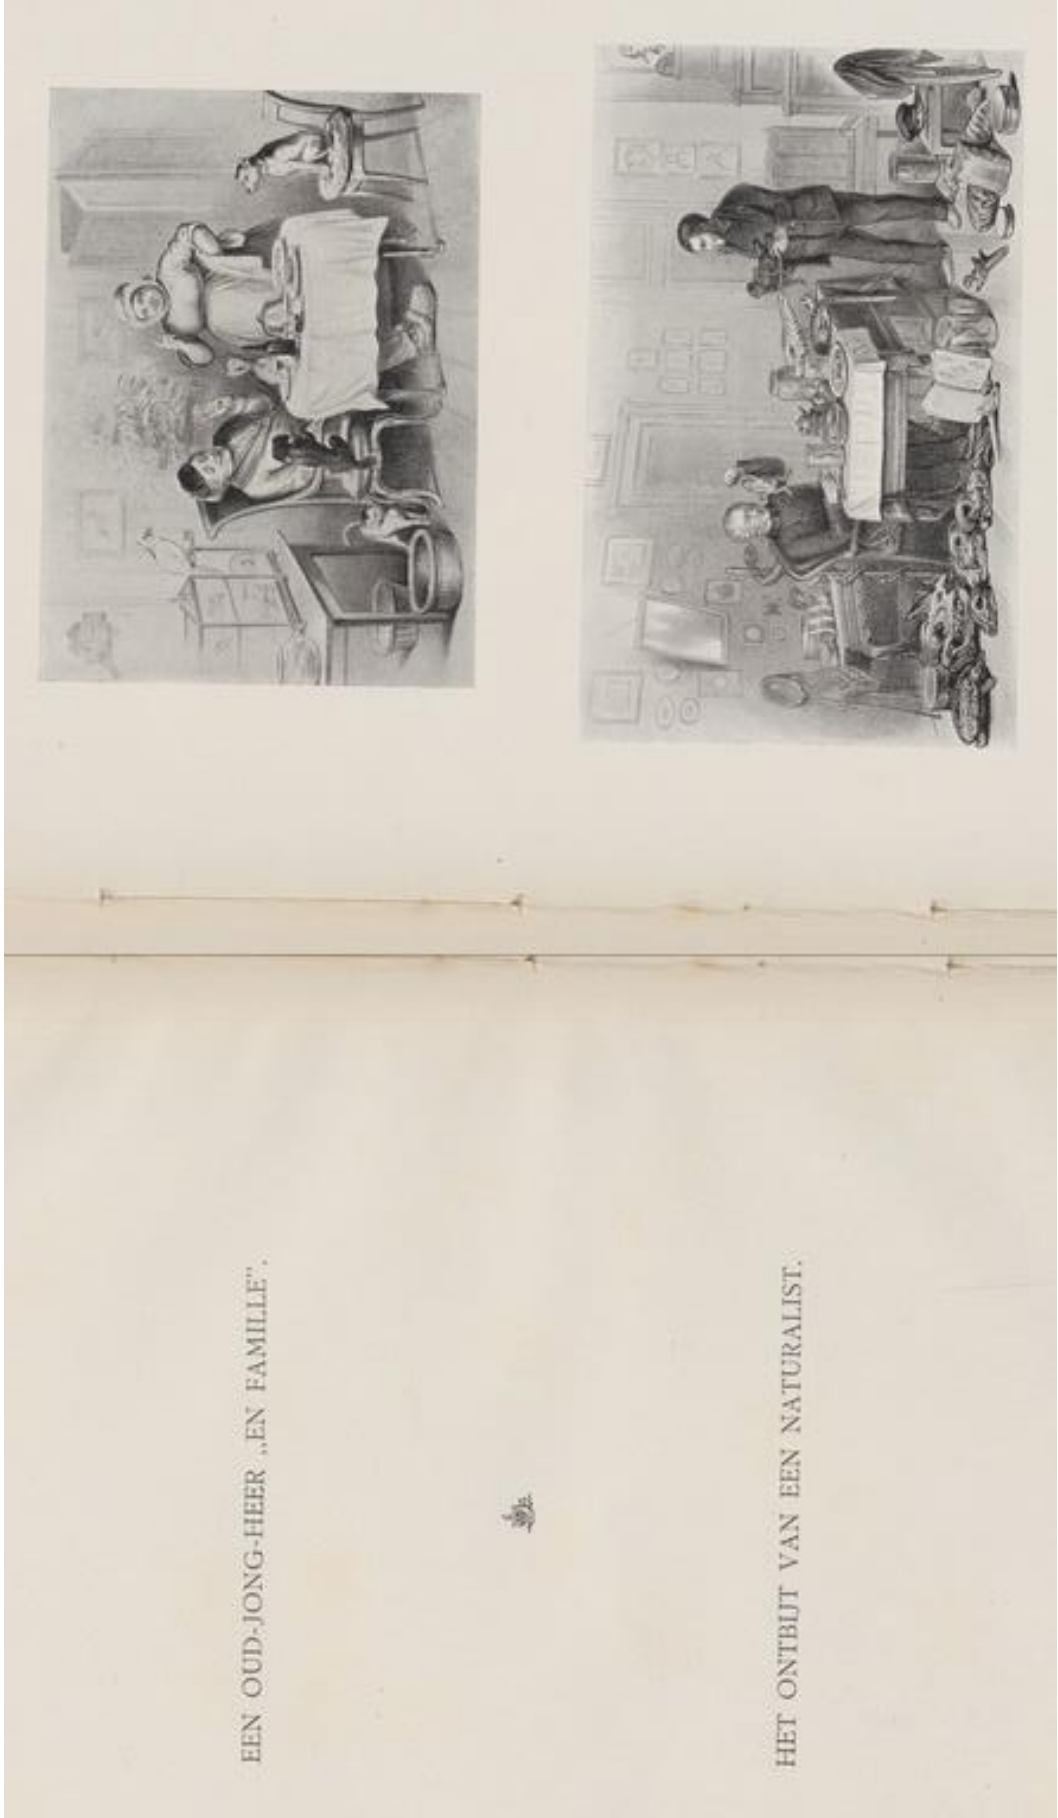 EEN OUD-JONG-HEER „EN FAMILLE”.
HET ONTBIJT VAN EEN NATURALIST.